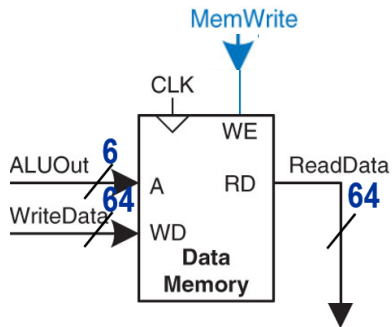 MemWrite
CLK
WE
ALUOut
6
A
RD
ReadData
64
WriteData
64
WD
Data
Memory